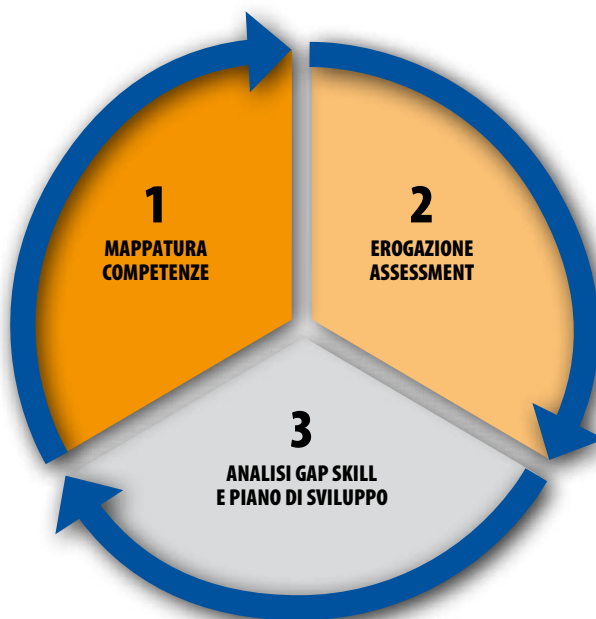 1
MAPPATURA
COMPETENZE
2
EROGAZIONE
ASSESSMENT
3
ANALISI GAP SKILL
E PIANO DI SVILUPPO